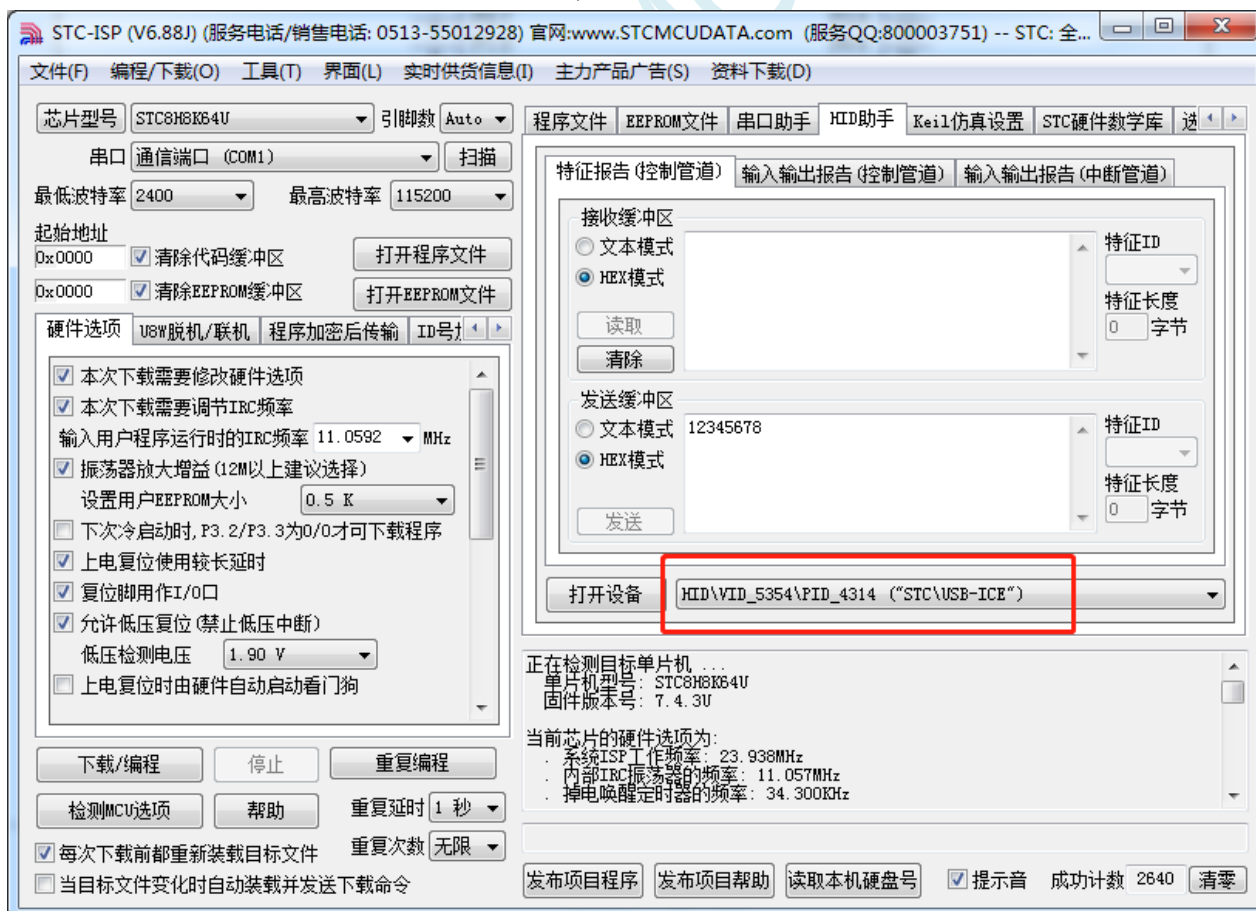 STC-ISP (V6.88J) (服务电话/销售电话: 0513-55012928) 官网:www.STCMCUDATA.com (服务QQ:800003751) -- STC: 全...
文件(F) 编程/下载(O) 工具(T) 界面(L) 实时供货信息(I) 主力产品广告(S) 资料下载(D)
芯片型号 STC8H8K64U 引脚数 Auto
串口 通信端口 (COM1) 扫描
最低波特率 2400 最高波特率 115200
起始地址
0x0000 清除代码缓冲区 打开程序文件
0x0000 清除EEPROM缓冲区 打开EEPROM文件
硬件选项 U8W脱机/联机 程序加密后传输
本次下载需要修改硬件选项
本次下载需要调节IRC频率
输入用户程序运行时的IRC频率 11.0592 MHz
振荡器放大增益(12M以上建议选择)
设置用户EEPROM大小 0.5 K
下次冷启动时,P3.2/P3.3为0/0才可下载程序
上电复位使用较长延时
复位脚用作I/O口
允许低压复位(禁止低压中断)
低压检测电压 1.90 V
上电复位时由硬件自动启动看门狗
下载/编程 停止 重复编程
检测MCU选项 帮助 重复延时 1 秒
每次下载前都重新装载目标文件 重复次数 无限
当目标文件变化时自动装载并发送下载命令
程序文件 EEPROM文件 串口助手 HID助手 Keil仿真设置 STC硬件数学库
特征报告(控制管道) 输入输出报告(控制管道) 输入输出报告(中断管道)
接收缓冲区
文本模式 特征ID
HEX模式
特征长度
读取 0 字节
清除
发送缓冲区
文本模式 12345678 特征ID
HEX模式
特征长度
发送 0 字节
打开设备 HID\VID_5354\PID_4314 ("STC\USB-ICE")
正在检测目标单片机 ...
单片机型号: STC8H8K64U
固件版本号: 7.4.3U
当前芯片的硬件选项为:
. 系统ISP工作频率: 23.938MHz
. 内部IRC振荡器的频率: 11.057MHz
. 掉电唤醒定时器的频率: 34.300KHz
发布项目程序 发布项目帮助 读取本机硬盘号 提示音 成功计数 2640 清零